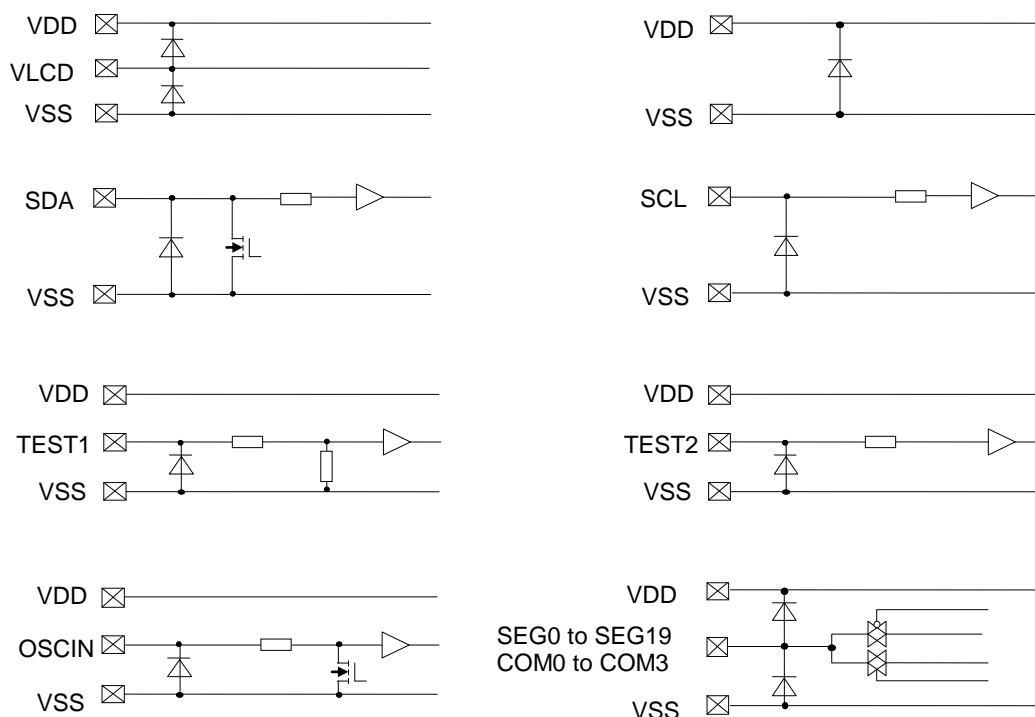 VDD
VLCD
VSS
VDD
VSS
SDA
VSS
SCL
VSS
VDD
TEST1
VSS
VDD
TEST2
VSS
VDD
OSCIN
VSS
VDD
SEG0 to SEG19
COM0 to COM3
VSS